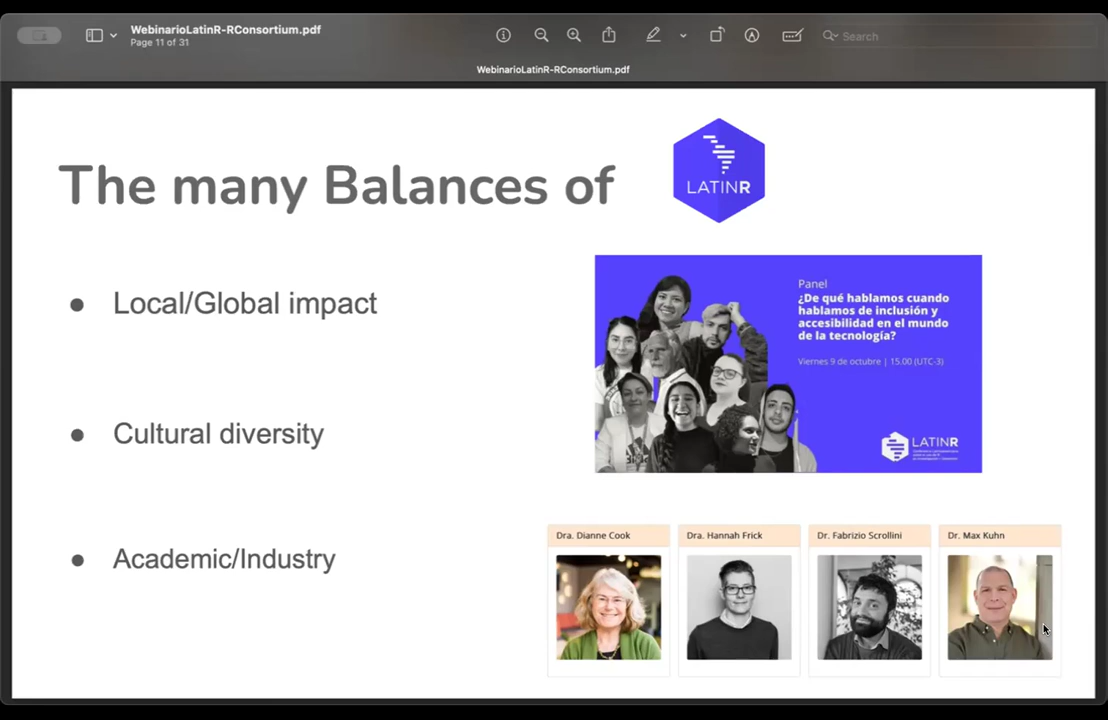 WebinarioLatinR-RConsortium.pdf
Page 11 of 31
Search
WebinarioLatinR-RConsortium.pdf
The many Balances of
LATINR
Local/Global impact
Cultural diversity
Academic/Industry
Panel
¿De qué hablamos cuando
hablamos de inclusión y
accesibilidad en el mundo
de la tecnología?
Viernes 9 de octubre | 15.00 (UTC-3)
LATINR
Dra. Dianne Cook
Dra. Hannah Frick
Dr. Fabrizio Scrollini
Dr. Max Kuhn